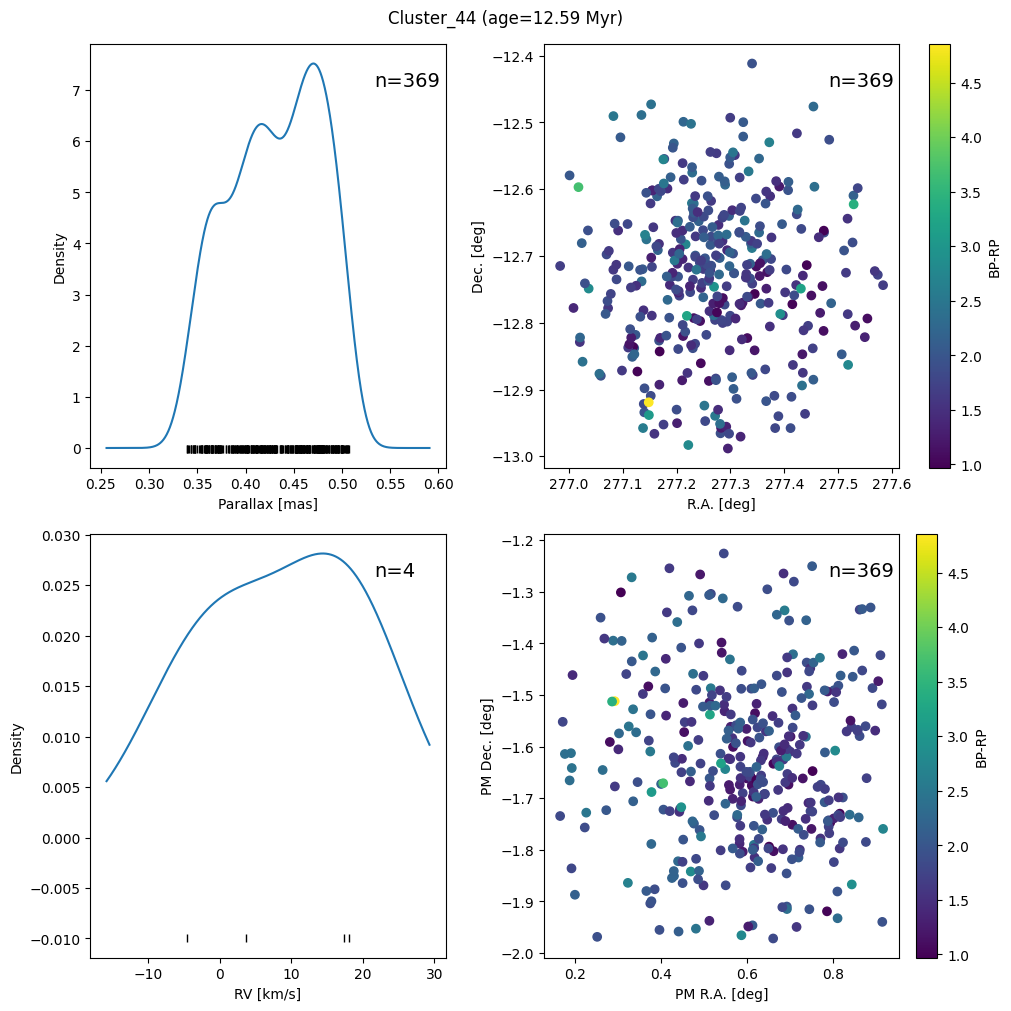 Cluster_44 (age=12.59 Myr)
n=369
Density
7
6
5
4
3
2
1
0
0.25 0.30 0.35 0.40 0.45 0.50 0.55 0.60
Parallax [mas]
n=369
Dec. [deg]
−12.4
−12.5
−12.6
−12.7
−12.8
−12.9
−13.0
277.0 277.1 277.2 277.3 277.4 277.5 277.6
R.A. [deg]
4.5
4.0
3.5
3.0
2.5
2.0
1.5
1.0
BP-RP
n=4
Density
0.030
0.025
0.020
0.015
0.010
0.005
0.000
−0.005
−0.010
−10 0 10 20 30
RV [km/s]
n=369
PM Dec. [deg]
−1.2
−1.3
−1.4
−1.5
−1.6
−1.7
−1.8
−1.9
−2.0
0.2 0.4 0.6 0.8
PM R.A. [deg]
4.5
4.0
3.5
3.0
2.5
2.0
1.5
1.0
BP-RP